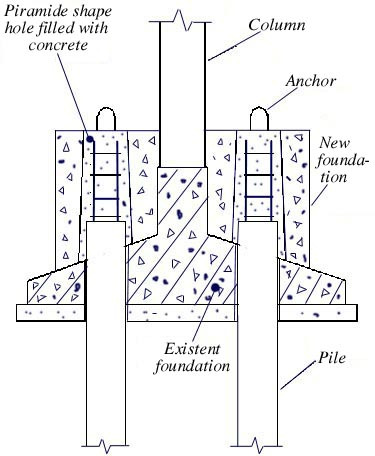 Piramide shape
hole filled with
concrete
Column
Anchor
New
founda-
tion
Existent
foundation
Pile